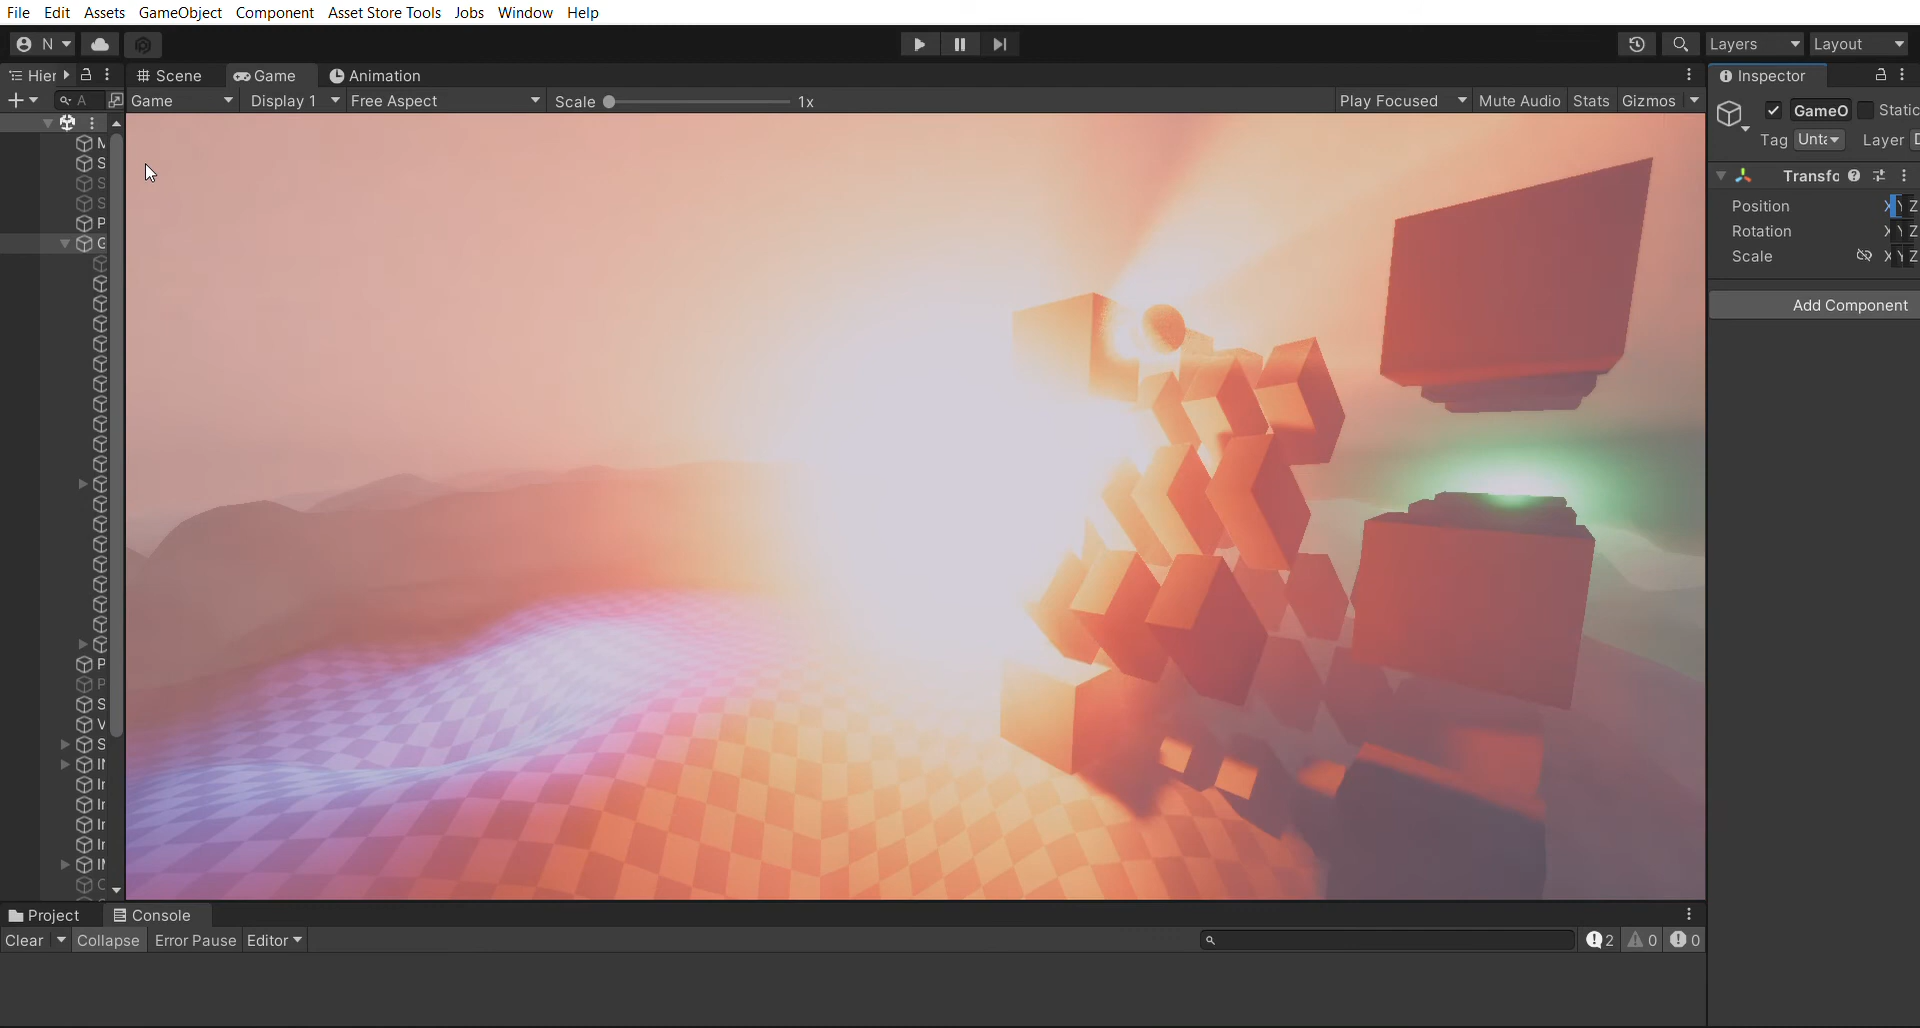 File Edit Assets GameObject Component Asset Store Tools Jobs Window Help
N Layers Layout
Hier Scene Game Animation Inspector
A Game Display 1 Free Aspect Scale 1x Play Focused Mute Audio Stats Gizmos
GameO Static
Tag Layer
M
S
S
S
P
G
Position X Y Z
Rotation X Y Z
Scale X Y Z
Add Component
P
P
S
V
S
Project Console
Clear Collapse Error Pause Editor 2 0 0